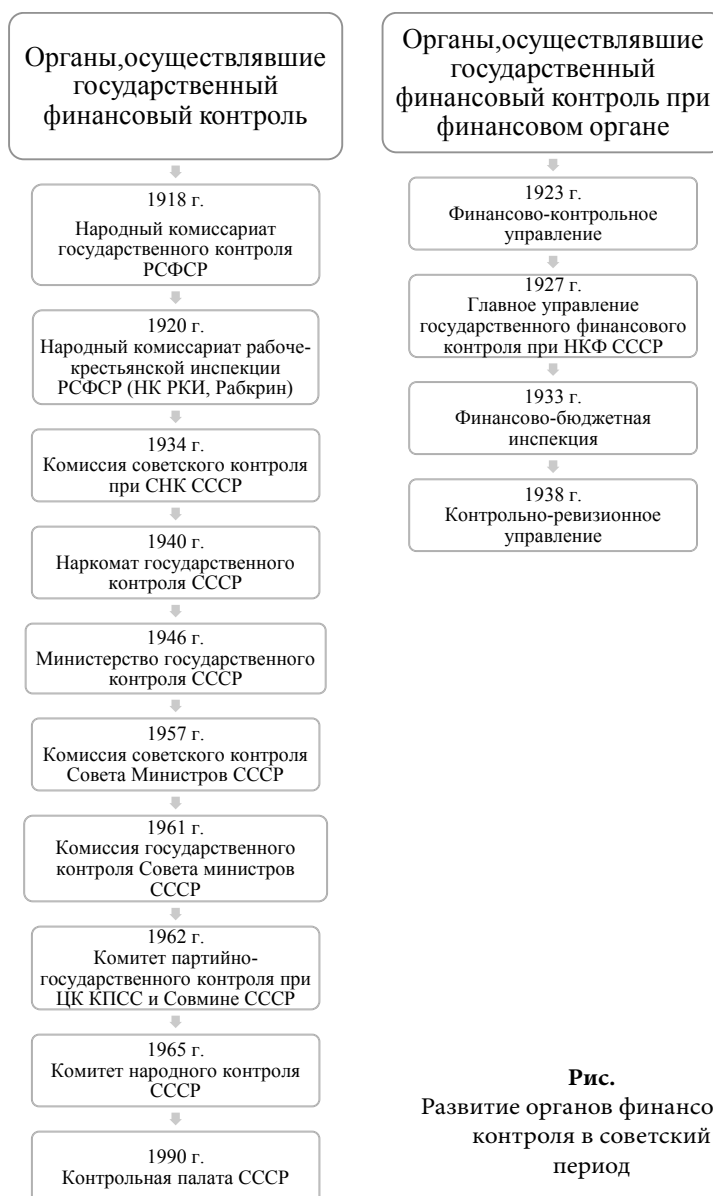 Органы,осуществлявшие
государственный
финансовый контроль
1918 г.
Народный комиссариат
государственного контроля
РСФСР
1920 г.
Народный комиссариат рабоче-
крестьянской инспекции
РСФСР (НК РКИ, Рабкрин)
1934 г.
Комиссия советского контроля
при СНК СССР
1940 г.
Наркомат государственного
контроля СССР
1946 г.
Министерство государственного
контроля СССР
1957 г.
Комиссия советского контроля
Совета Министров СССР
1961 г.
Комиссия государственного
контроля Совета министров
СССР
1962 г.
Комитет партийно-
государственного контроля при
ЦК КПСС и Совмине СССР
1965 г.
Комитет народного контроля
СССР
1990 г.
Контрольная палата СССР
Органы,осуществлявшие
государственный
финансовый контроль при
финансовом органе
1923 г.
Финансово-контрольное
управление
1927 г.
Главное управление
государственного финансового
контроля при НКФ СССР
1933 г.
Финансово-бюджетная
инспекция
1938 г.
Контрольно-ревизионное
управление
Рис.
Развитие органов финансо
контроля в советский
период